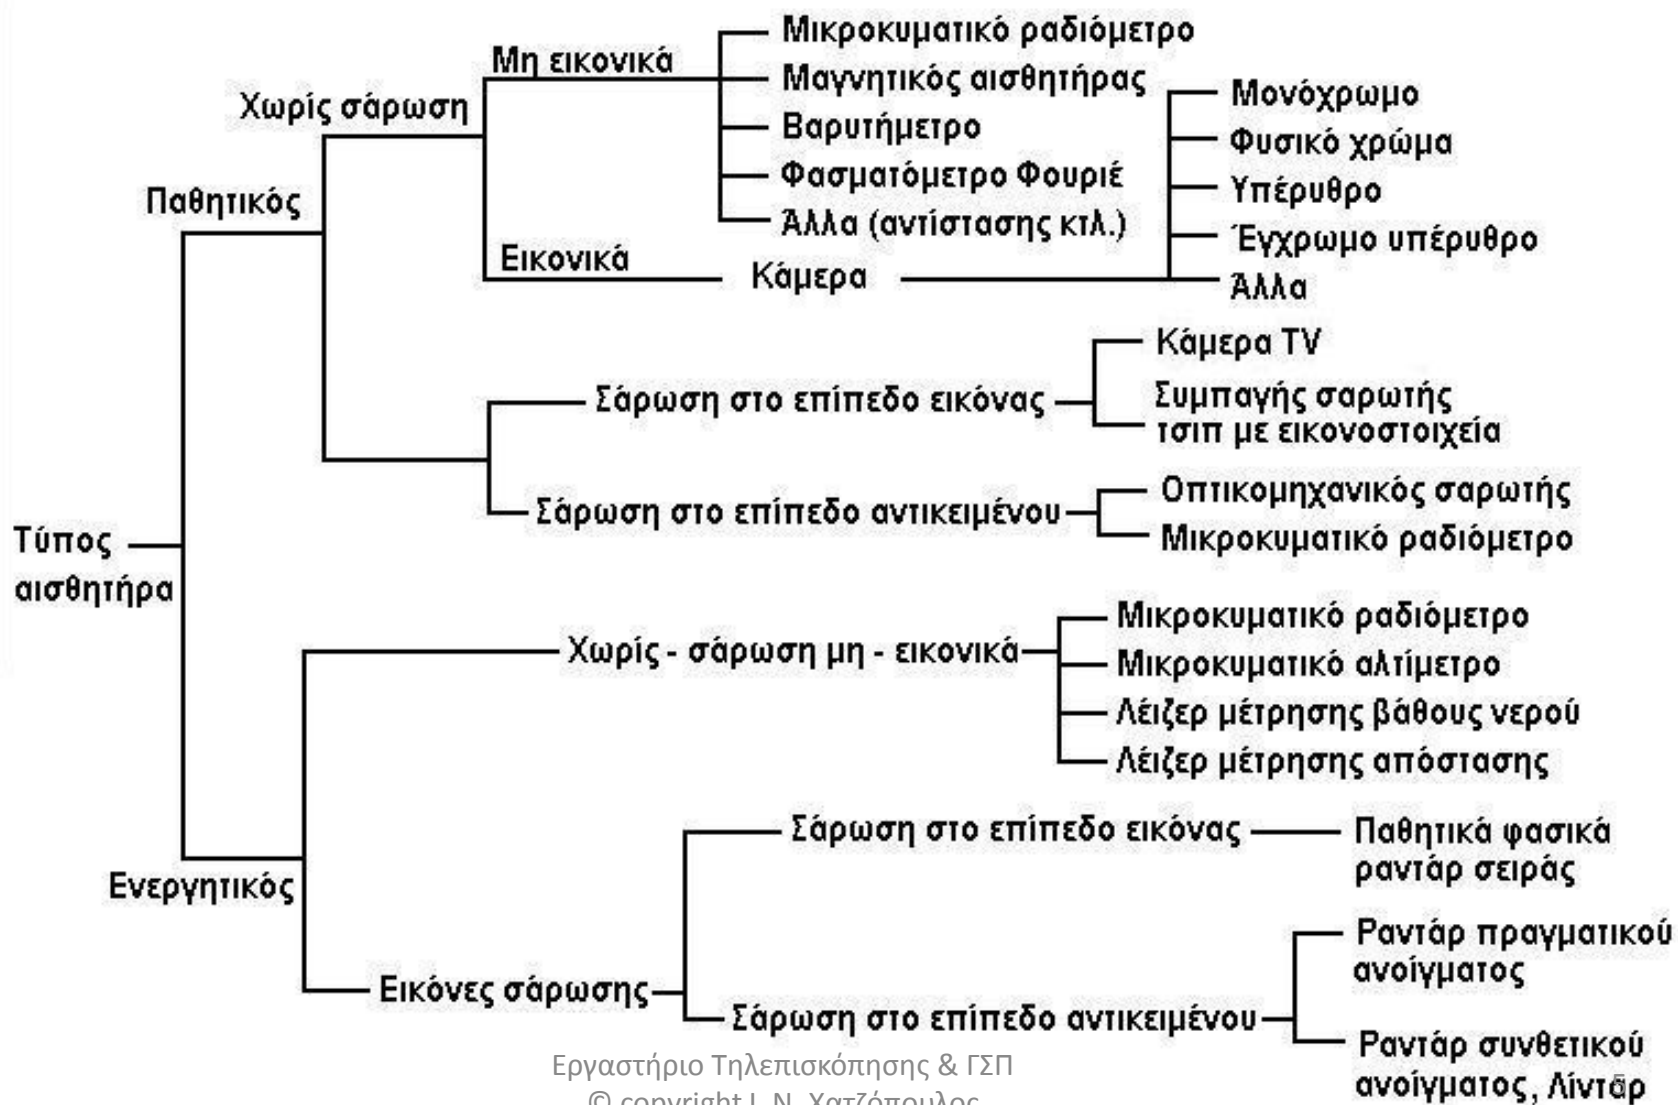 Μικροκυματικό ραδιόμετρο
Μη εικονικά
Μαγνητικός αισθητήρας
Χωρίς σάρωση
Μονόχρωμο
Βαρυτήμετρο
Φυσικό χρώμα
Φασματόμετρο Φουριέ
Παθητικός
Υπέρυθρο
Άλλα (αντίστασης κτλ.)
Έγχρωμο υπέρυθρο
Εικονικά
Κάμερα
Άλλα
Κάμερα TV
Σάρωση στο επίπεδο εικόνας
Συμπαγής σαρωτής
τσιπ με εικονοστοιχεία
Οπτικομηχανικός σαρωτής
Σάρωση στο επίπεδο αντικειμένου
Μικροκυματικό ραδιόμετρο
Τύπος
αισθητήρα
Μικροκυματικό ραδιόμετρο
Χωρίς - σάρωση μη - εικονικά
Μικροκυματικό αλτίμετρο
Λέιζερ μέτρησης βάθους νερού
Λέιζερ μέτρησης απόστασης
Σάρωση στο επίπεδο εικόνας
Παθητικά φασικά
ραντάρ σειράς
Ενεργητικός
Ραντάρ πραγματικού
ανοίγματος
Εικόνες σάρωσης
Σάρωση στο επίπεδο αντικειμένου
Ραντάρ συνθετικού
ανοίγματος, Λίντάρ
5
Εργαστήριο Τηλεπισκόπησης & ΓΣΠ
© copyright Ι. Ν. Χατζόπουλος